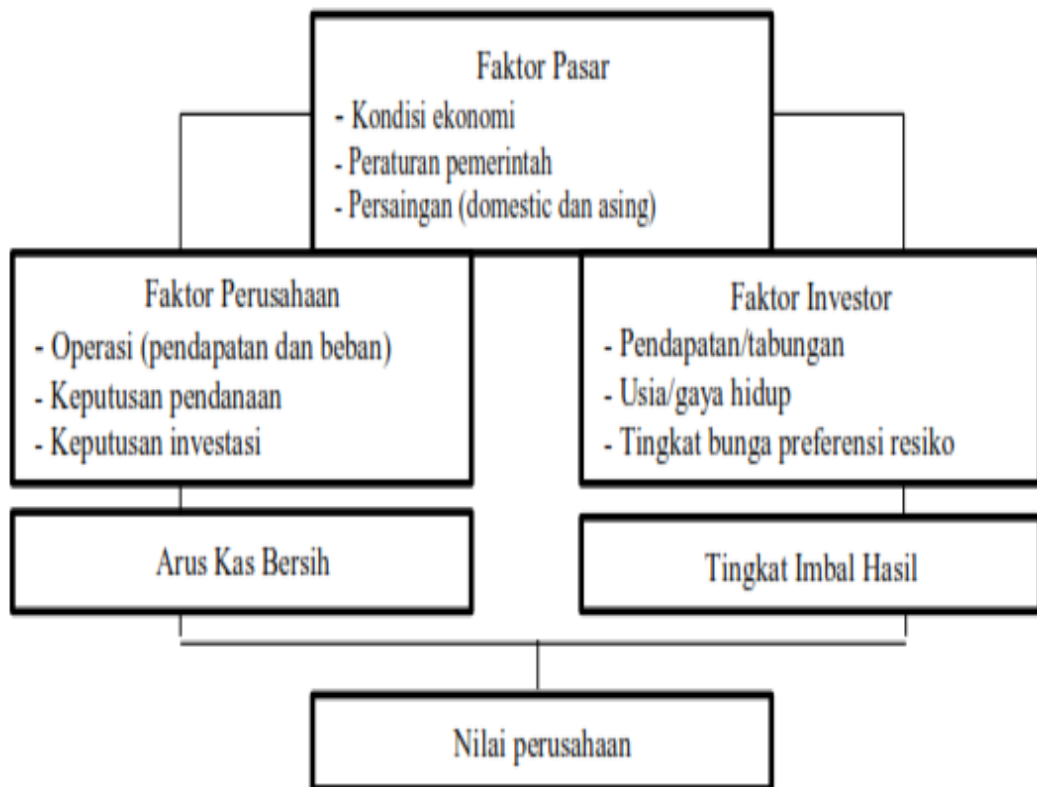 Faktor Pasar
- Kondisi ekonomi
- Peraturan pemerintah
- Persaingan (domestic dan asing)
Faktor Perusahaan
- Operasi (pendapatan dan beban)
- Keputusan pendanaan
- Keputusan investasi
Faktor Investor
- Pendapatan/tabungan
- Usia/gaya hidup
- Tingkat bunga preferensi resiko
Arus Kas Bersih
Tingkat Imbal Hasil
Nilai perusahaan